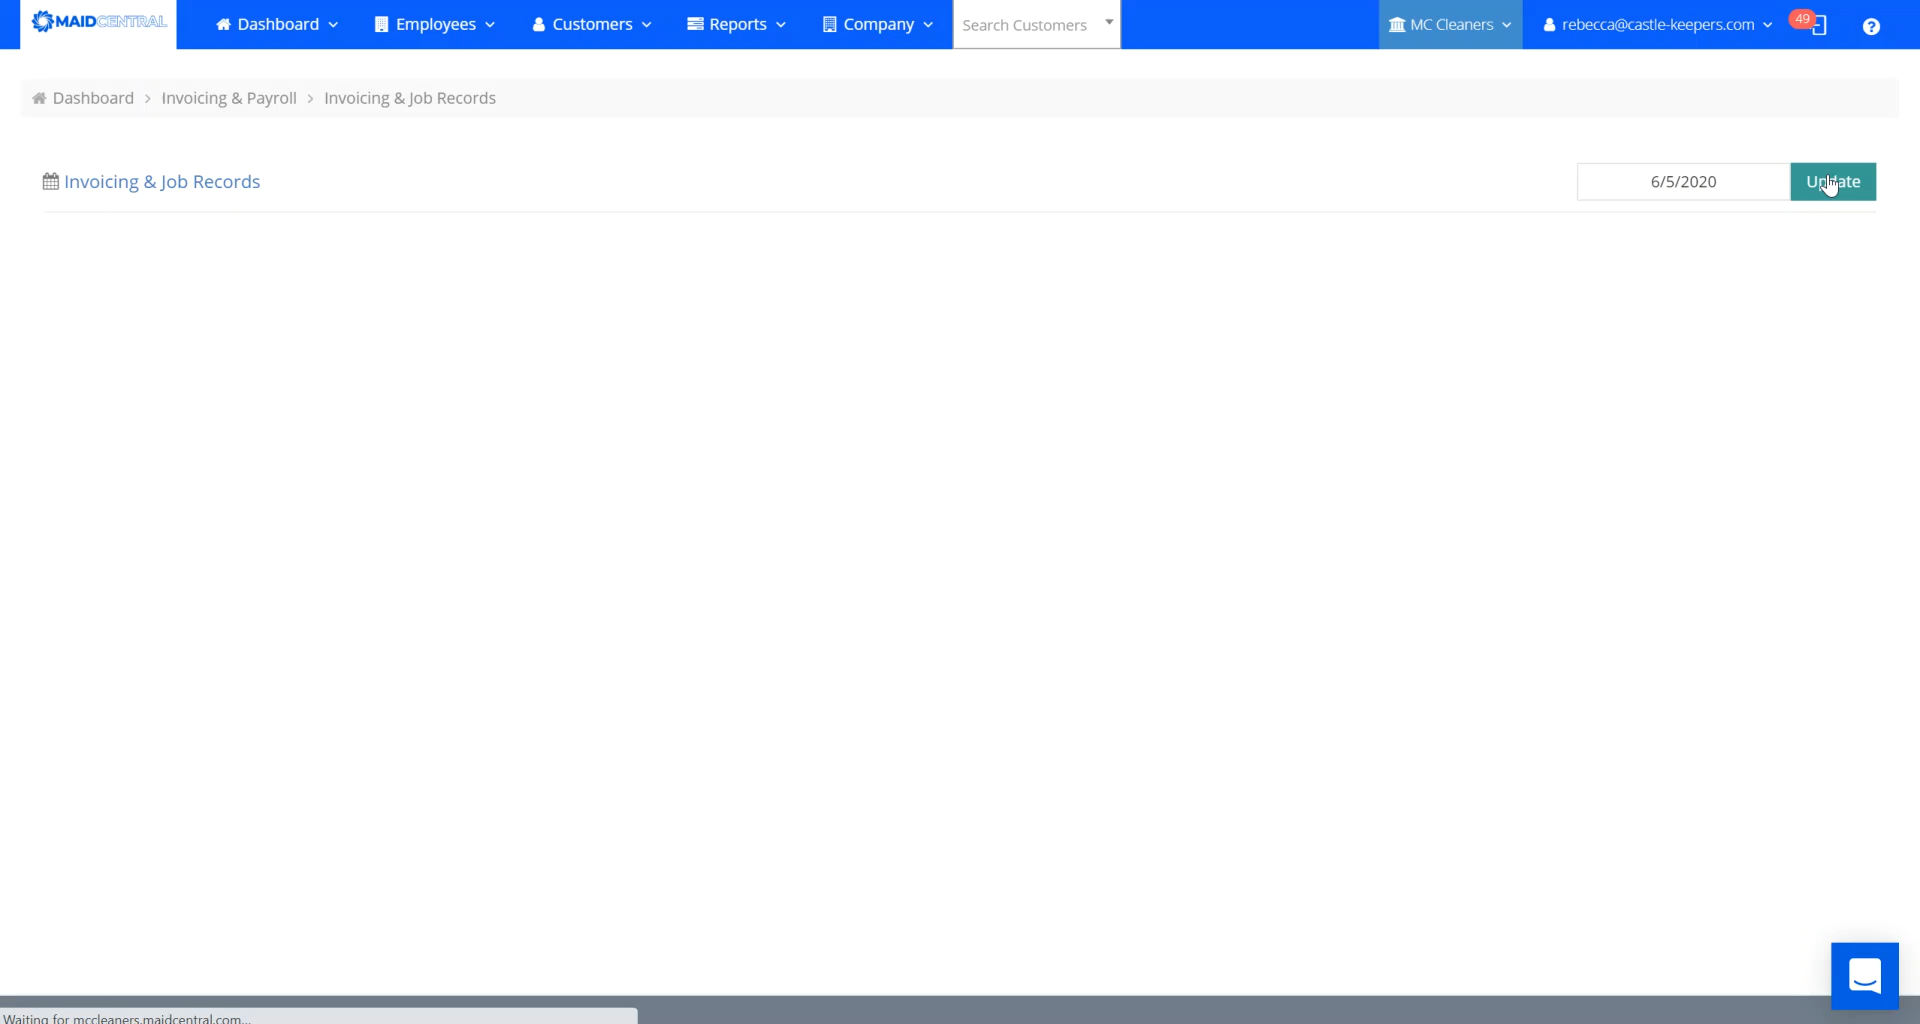 MAIDCENTRAL Dashboard Employees Customers Reports Company Search Customers MC Cleaners rebecca@castle-keepers.com 49
Dashboard > Invoicing & Payroll > Invoicing & Job Records
Invoicing & Job Records 6/5/2020 Update
Waiting for mccleaners.maidcentral.com...